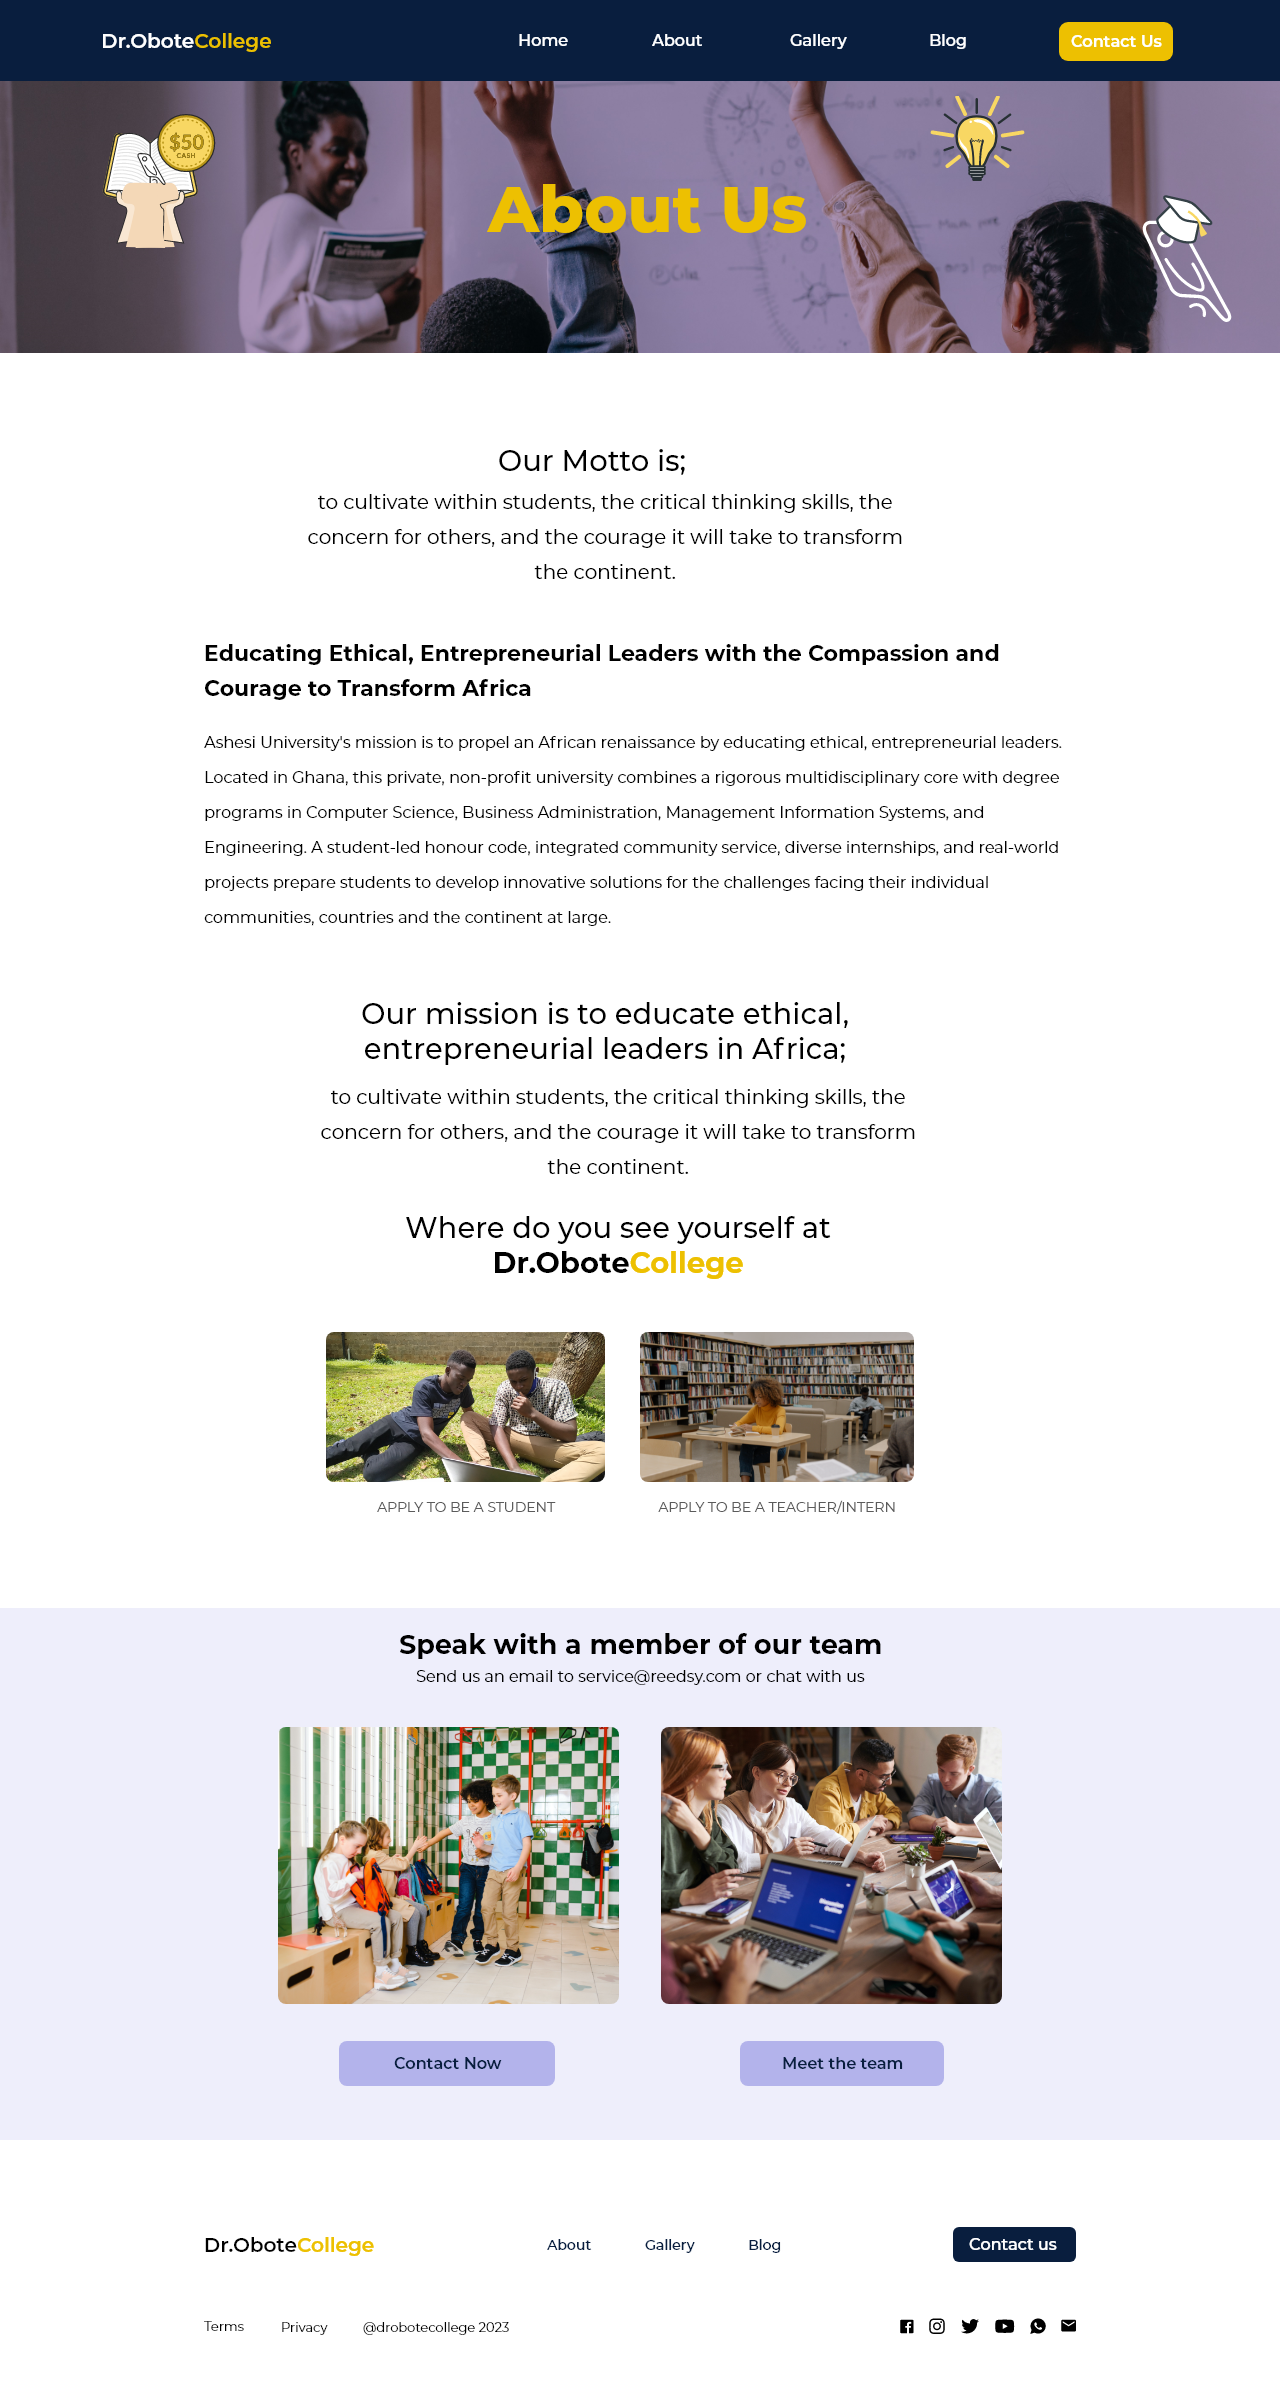 Dr.OboteCollege
Home
About
Gallery
Blog
Contact Us
$50
CASH
Grammar
About Us
Our Motto is;
to cultivate within students, the critical thinking skills, the
concern for others, and the courage it will take to transform
the continent.
Educating Ethical, Entrepreneurial Leaders with the Compassion and
Courage to Transform Africa
Ashesi University's mission is to propel an African renaissance by educating ethical, entrepreneurial leaders.
Located in Ghana, this private, non-profit university combines a rigorous multidisciplinary core with degree
programs in Computer Science, Business Administration, Management Information Systems, and
Engineering. A student-led honour code, integrated community service, diverse internships, and real-world
projects prepare students to develop innovative solutions for the challenges facing their individual
communities, countries and the continent at large.
Our mission is to educate ethical,
entrepreneurial leaders in Africa;
to cultivate within students, the critical thinking skills, the
concern for others, and the courage it will take to transform
the continent.
Where do you see yourself at
Dr.OboteCollege
APPLY TO BE A STUDENT
APPLY TO BE A TEACHER/INTERN
Speak with a member of our team
Send us an email to service@reedsy.com or chat with us
Contact Now
Meet the team
Dr.OboteCollege
About
Gallery
Blog
Contact us
Terms
Privacy
@drobotecollege 2023